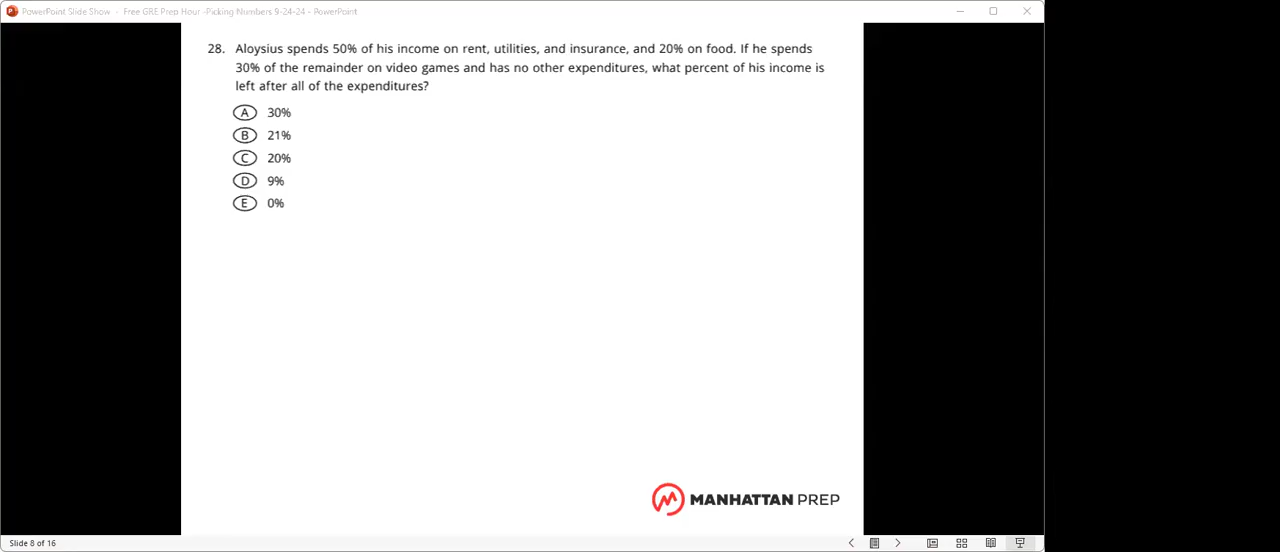 PowerPoint Slide Show - Free GRE Prep Hour -Picking Numbers 9-24-24 - PowerPoint
28. Aloysius spends 50% of his income on rent, utilities, and insurance, and 20% on food. If he spends
30% of the remainder on video games and has no other expenditures, what percent of his income is
left after all of the expenditures?
A 30%
B 21%
C 20%
D 9%
E 0%
MANHATTAN PREP
Slide 8 of 16